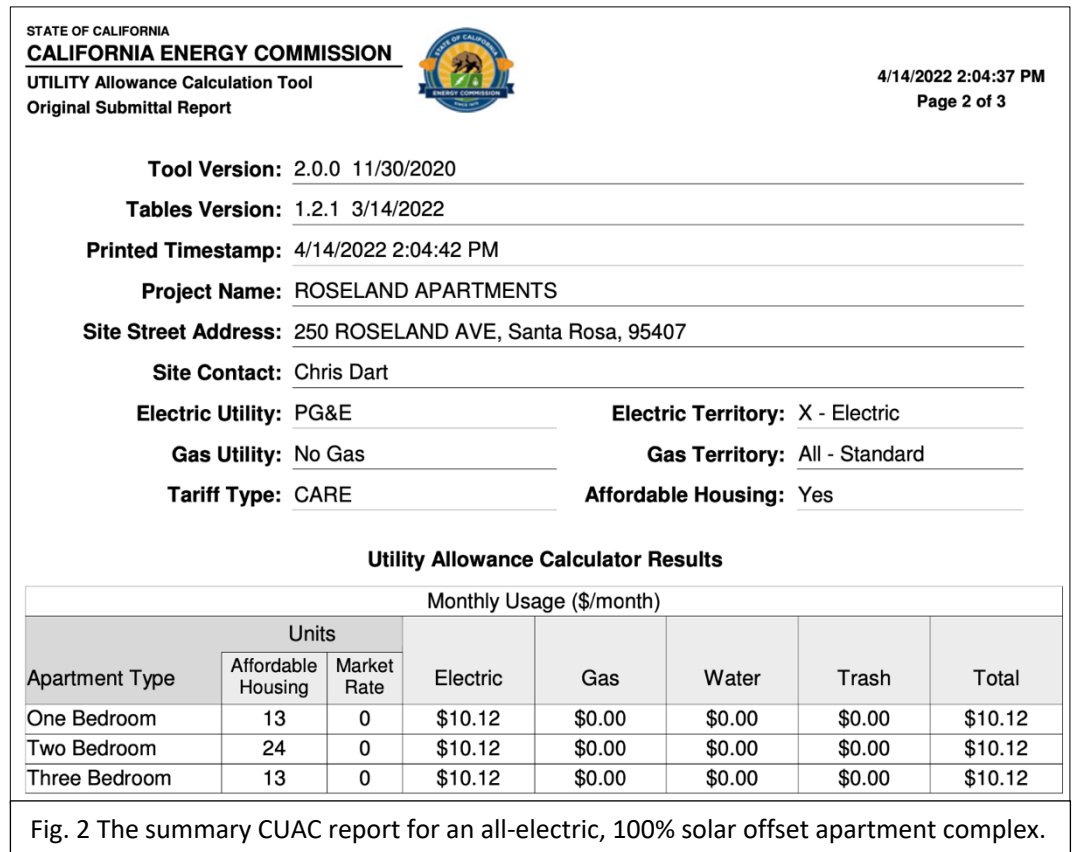 STATE OF CALIFORNIA
CALIFORNIA ENERGY COMMISSION
UTILITY Allowance Calculation Tool
Original Submittal Report
STATE OF CALIFORNIA
ENERGY COMMISSION
SINCE 1975
4/14/2022 2:04:37 PM
Page 2 of 3
Tool Version: 2.0.0 11/30/2020
Tables Version: 1.2.1 3/14/2022
Printed Timestamp: 4/14/2022 2:04:42 PM
Project Name: ROSELAND APARTMENTS
Site Street Address: 250 ROSELAND AVE, Santa Rosa, 95407
Site Contact: Chris Dart
Electric Utility: PG&E Electric Territory: X - Electric
Gas Utility: No Gas Gas Territory: All - Standard
Tariff Type: CARE Affordable Housing: Yes
Utility Allowance Calculator Results
Monthly Usage ($/month)
Units
Apartment Type Affordable Housing Market Rate Electric Gas Water Trash Total
One Bedroom 13 0 $10.12 $0.00 $0.00 $0.00 $10.12
Two Bedroom 24 0 $10.12 $0.00 $0.00 $0.00 $10.12
Three Bedroom 13 0 $10.12 $0.00 $0.00 $0.00 $10.12
Fig. 2 The summary CUAC report for an all-electric, 100% solar offset apartment complex.